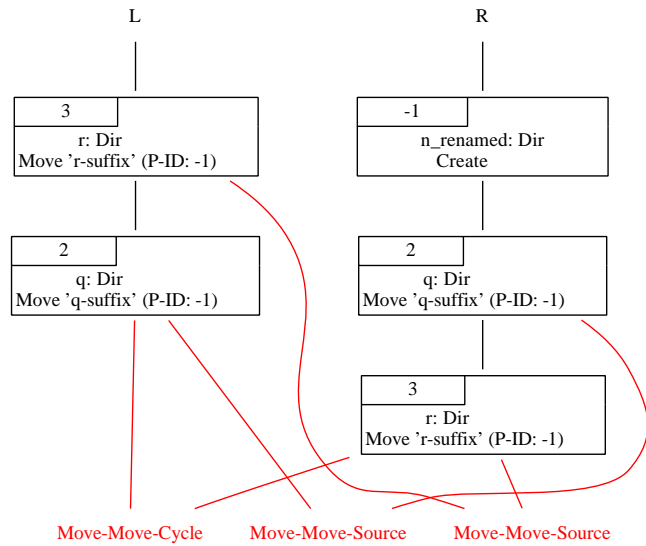 L
R
3
r: Dir
Move 'r-suffix' (P-ID: -1)
-1
n_renamed: Dir
Create
2
q: Dir
Move 'q-suffix' (P-ID: -1)
2
q: Dir
Move 'q-suffix' (P-ID: -1)
3
r: Dir
Move 'r-suffix' (P-ID: -1)
Move-Move-Cycle
Move-Move-Source
Move-Move-Source